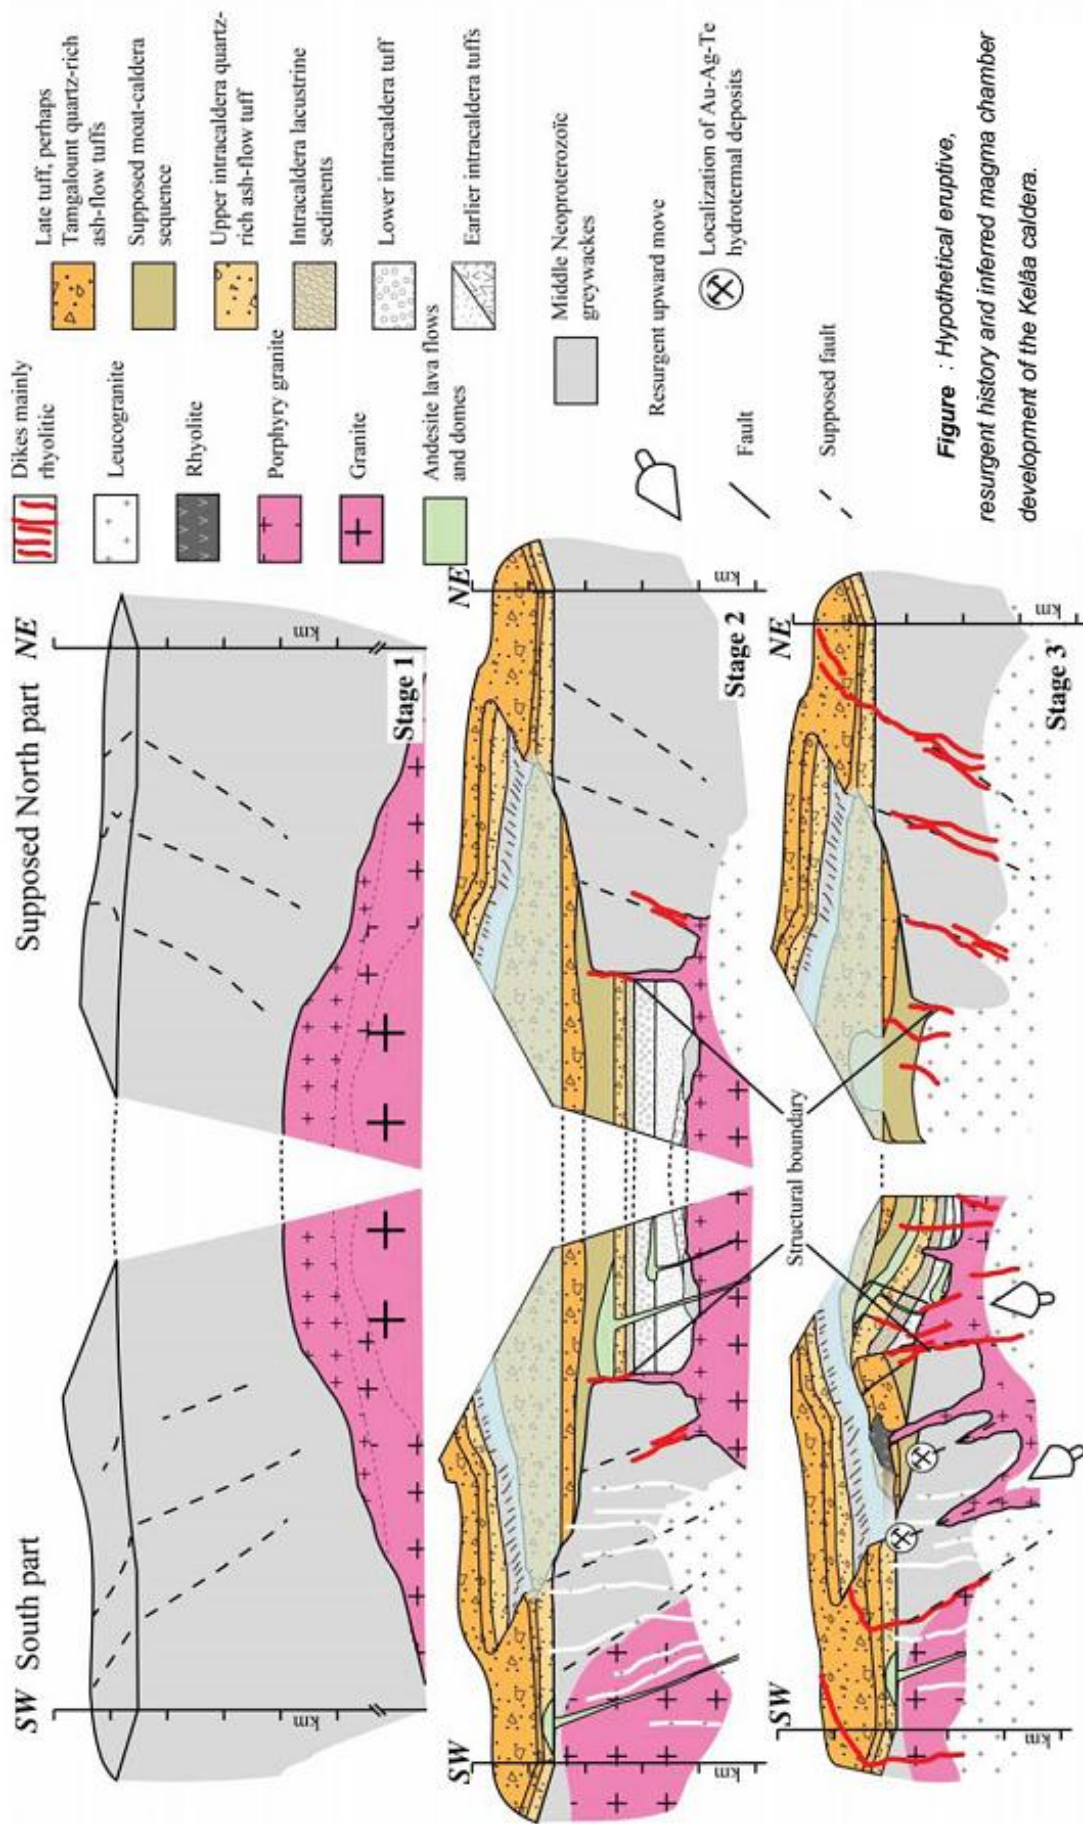 SW South part
Supposed North part NE
km
km
Stage 1
SW
NE
km
km
Stage 2
Structural boundary
SW
NE
km
km
Stage 3
Dikes mainly
rhyolitic
Leucogranite
Rhyolite
Porphyry granite
Granite
Andesite lava flows
and domes
Late tuff, perhaps
Tamgalount quartz-rich
ash-flow tuffs
Supposed moat-caldera
sequence
Upper intracaldera quartz-
rich ash-flow tuff
Intracaldera lacustrine
sediments
Lower intracaldera tuff
Earlier intracaldera tuffs
Middle Neoproterozoïc
greywackes
Resurgent upward move
Fault
Supposed fault
Localization of Au-Ag-Te
hydrotermal deposits
Figure : Hypothetical eruptive,
resurgent history and inferred magma chamber
development of the Kelâa caldera.